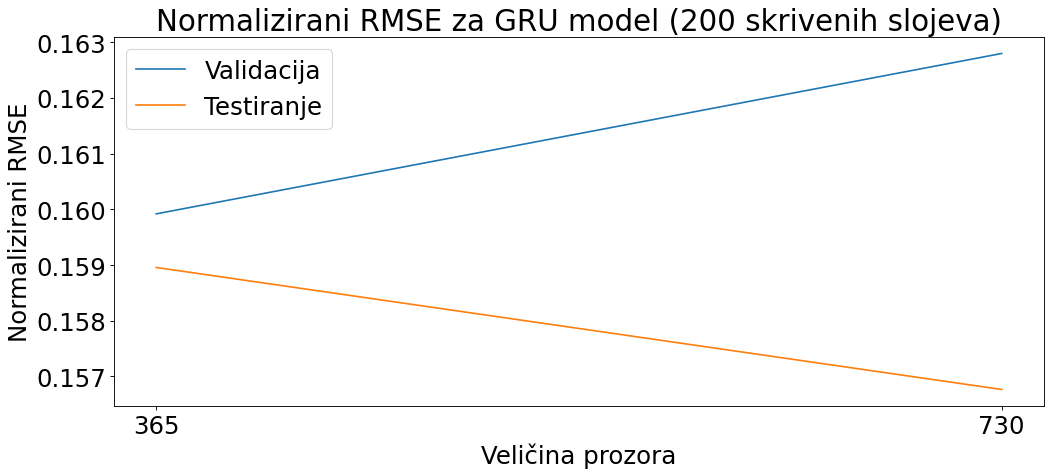 Normalizirani RMSE za GRU model (200 skrivenih slojeva)
Validacija
Testiranje
Normalizirani RMSE
0.163
0.162
0.161
0.160
0.159
0.158
0.157
365
730
Veličina prozora